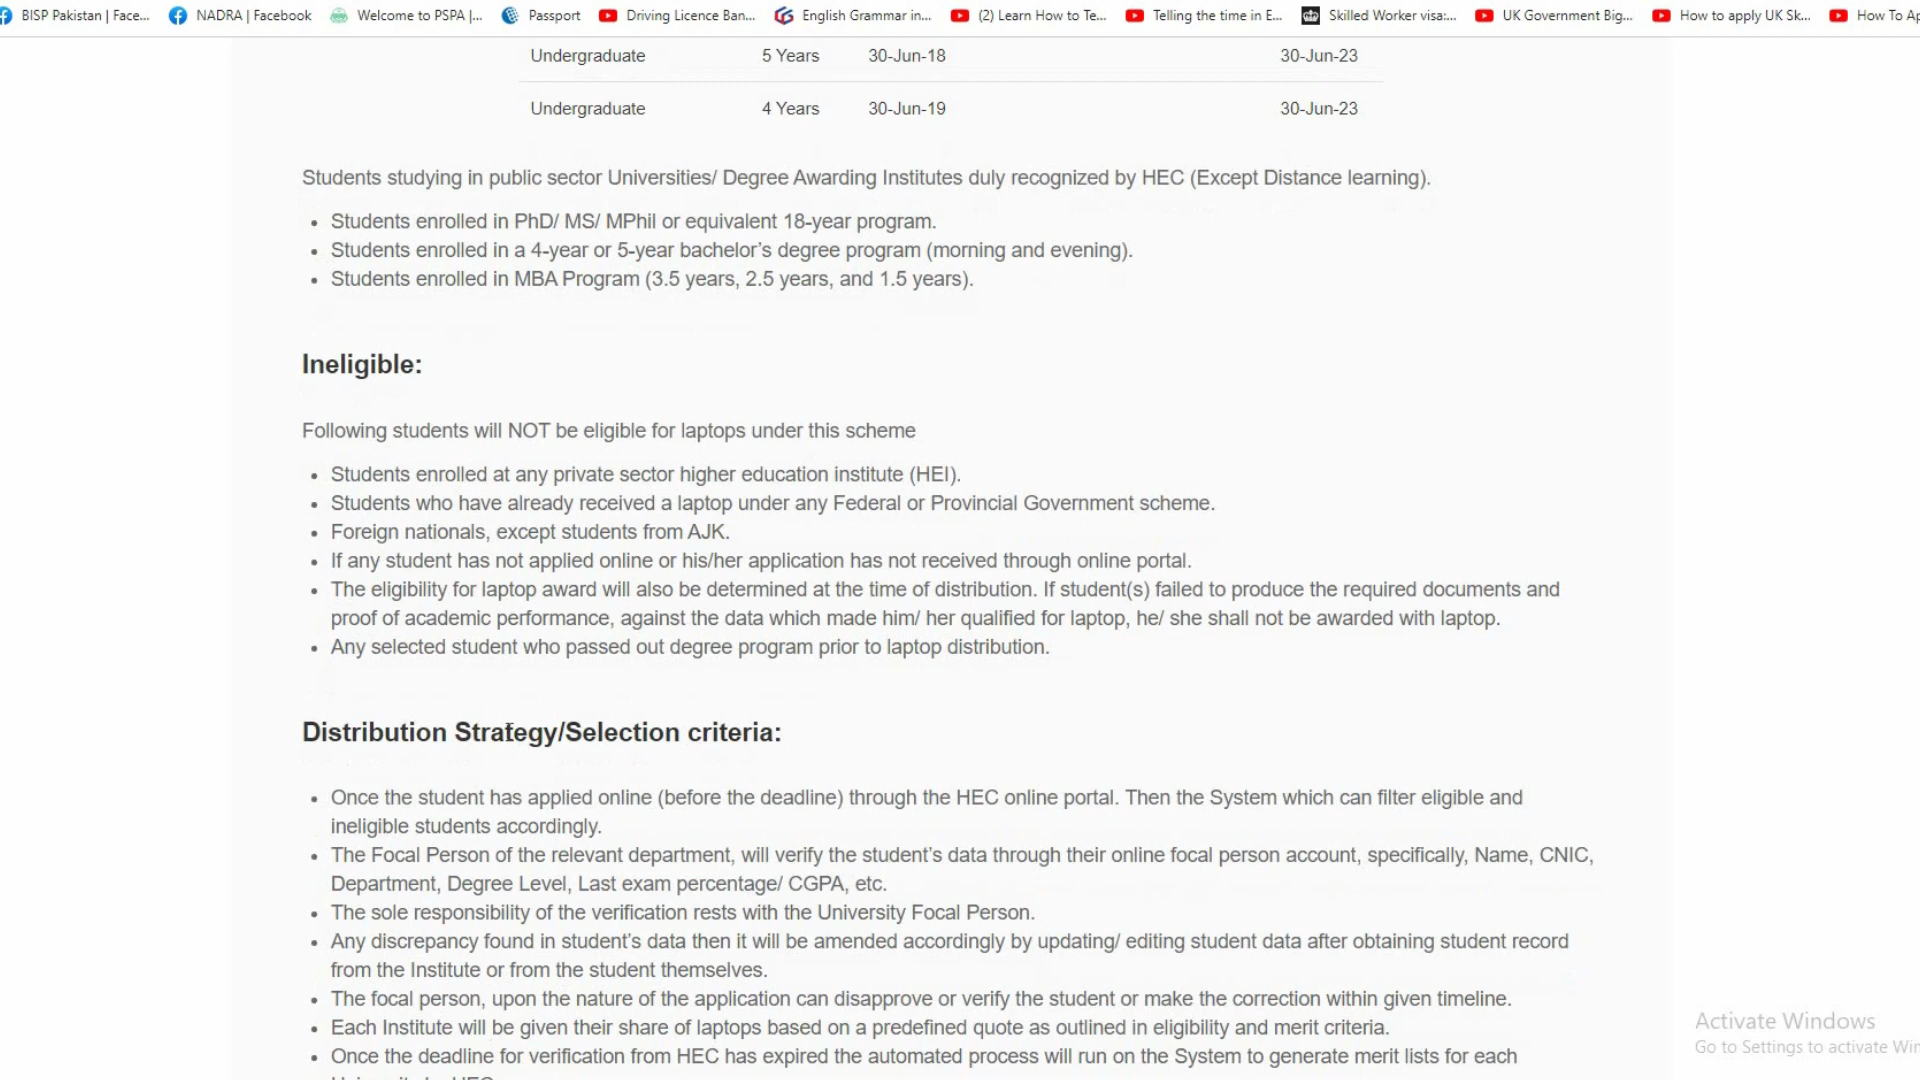 BISP Pakistan | Face... NADRA | Facebook Welcome to PSPA |... Passport Driving Licence Ban... English Grammar in... (2) Learn How to Te... Telling the time in E... Skilled Worker visa:... UK Government Big... How to apply UK Sk... How To Ap
Undergraduate 5 Years 30-Jun-18 30-Jun-23
Undergraduate 4 Years 30-Jun-19 30-Jun-23
Students studying in public sector Universities/ Degree Awarding Institutes duly recognized by HEC (Except Distance learning).
• Students enrolled in PhD/ MS/ MPhil or equivalent 18-year program.
• Students enrolled in a 4-year or 5-year bachelor’s degree program (morning and evening).
• Students enrolled in MBA Program (3.5 years, 2.5 years, and 1.5 years).
Ineligible:
Following students will NOT be eligible for laptops under this scheme
• Students enrolled at any private sector higher education institute (HEI).
• Students who have already received a laptop under any Federal or Provincial Government scheme.
• Foreign nationals, except students from AJK.
• If any student has not applied online or his/her application has not received through online portal.
• The eligibility for laptop award will also be determined at the time of distribution. If student(s) failed to produce the required documents and
proof of academic performance, against the data which made him/ her qualified for laptop, he/ she shall not be awarded with laptop.
• Any selected student who passed out degree program prior to laptop distribution.
Distribution Strategy/Selection criteria:
• Once the student has applied online (before the deadline) through the HEC online portal. Then the System which can filter eligible and
ineligible students accordingly.
• The Focal Person of the relevant department, will verify the student’s data through their online focal person account, specifically, Name, CNIC,
Department, Degree Level, Last exam percentage/ CGPA, etc.
• The sole responsibility of the verification rests with the University Focal Person.
• Any discrepancy found in student’s data then it will be amended accordingly by updating/ editing student data after obtaining student record
from the Institute or from the student themselves.
• The focal person, upon the nature of the application can disapprove or verify the student or make the correction within given timeline.
• Each Institute will be given their share of laptops based on a predefined quote as outlined in eligibility and merit criteria.
• Once the deadline for verification from HEC has expired the automated process will run on the System to generate merit lists for each
Activate Windows
Go to Settings to activate Win